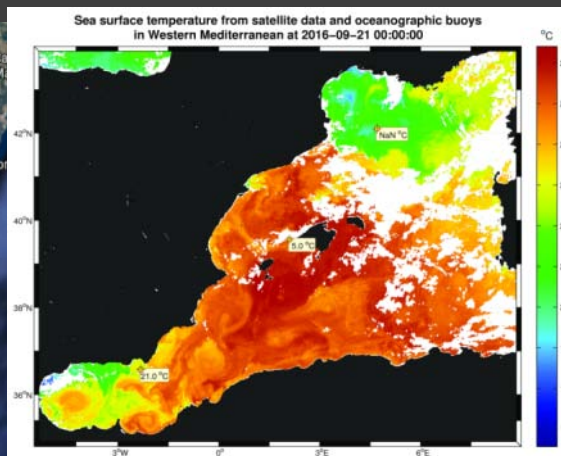 Sea surface temperature from satellite data and oceanographic buoys
in Western Mediterranean at 2016−09−21 00:00:00
°C
42°N
NaN °C
40°N
5.0 °C
38°N
21.0 °C
36°N
3°W
0°
3°E
6°E